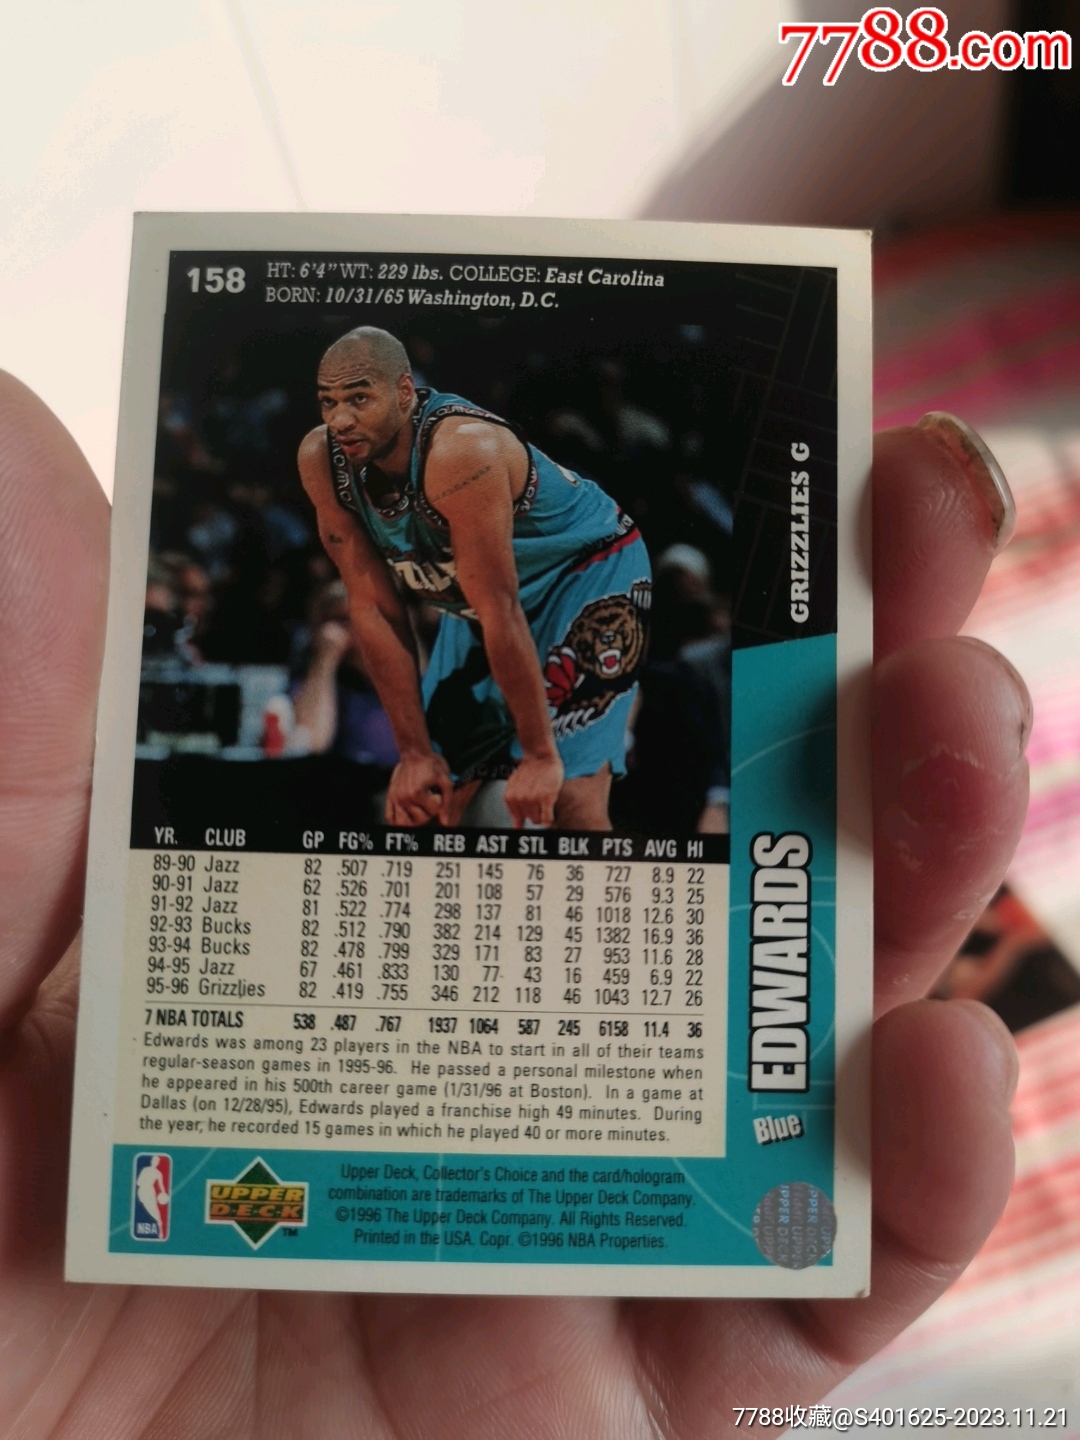 7788.com
158
HT: 6'4" WT: 229 lbs. COLLEGE: East Carolina
BORN: 10/31/65 Washington, D.C.
GRIZZLIES G
EDWARDS
Blue
YR. CLUB GP FG% FT% REB AST STL BLK PTS AVG HI
89-90 Jazz 82 .507 .719 251 145 76 36 727 8.9 22
90-91 Jazz 62 .526 .701 201 108 57 29 576 9.3 25
91-92 Jazz 81 .522 .774 298 137 81 46 1018 12.6 30
92-93 Bucks 82 .512 .790 382 214 129 45 1382 16.9 36
93-94 Bucks 82 .478 .799 329 171 83 27 953 11.6 28
94-95 Jazz 67 .461 .833 130 77 43 16 459 6.9 22
95-96 Grizzlies 82 .419 .755 346 212 118 46 1043 12.7 26
7 NBA TOTALS 538 .487 .767 1937 1064 587 245 6158 11.4 36
Edwards was among 23 players in the NBA to start in all of their teams
regular-season games in 1995-96. He passed a personal milestone when
he appeared in his 500th career game (1/31/96 at Boston). In a game at
Dallas (on 12/28/95), Edwards played a franchise high 49 minutes. During
the year, he recorded 15 games in which he played 40 or more minutes.
NBA
UPPER
DECK
TM
Upper Deck, Collector's Choice and the card/hologram
combination are trademarks of The Upper Deck Company.
©1996 The Upper Deck Company. All Rights Reserved.
Printed in the USA. Copr. ©1996 NBA Properties.
UPPER DECK
7788收藏@S401625-2023.11.21